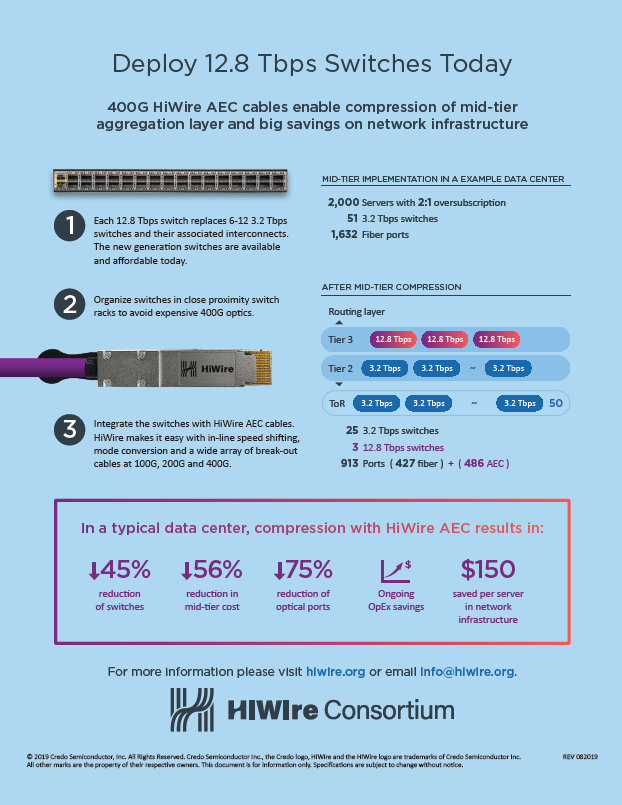 Deploy 12.8 Tbps Switches Today
400G HiWire AEC cables enable compression of mid-tier
aggregation layer and big savings on network infrastructure
1
Each 12.8 Tbps switch replaces 6-12 3.2 Tbps
switches and their associated interconnects.
The new generation switches are available
and affordable today.
2
Organize switches in close proximity switch
racks to avoid expensive 400G optics.
HiWire
3
Integrate the switches with HiWire AEC cables.
HiWire makes it easy with in-line speed shifting,
mode conversion and a wide array of break-out
cables at 100G, 200G and 400G.
MID-TIER IMPLEMENTATION IN A EXAMPLE DATA CENTER
2,000 Servers with 2:1 oversubscription
51 3.2 Tbps switches
1,632 Fiber ports
AFTER MID-TIER COMPRESSION
Routing layer
Tier 3 12.8 Tbps 12.8 Tbps 12.8 Tbps
Tier 2 3.2 Tbps 3.2 Tbps ~ 3.2 Tbps
ToR 3.2 Tbps 3.2 Tbps ~ 3.2 Tbps 50
25 3.2 Tbps switches
3 12.8 Tbps switches
913 Ports ( 427 fiber ) + ( 486 AEC )
In a typical data center, compression with HiWire AEC results in:
45% 56% 75% $ $150
reduction reduction in reduction of Ongoing saved per server
of switches mid-tier cost optical ports OpEx savings in network
infrastructure
For more information please visit hiwire.org or email info@hiwire.org.
HiWire Consortium
© 2019 Credo Semiconductor, Inc. All Rights Reserved. Credo Semiconductor Inc., the Credo logo, HiWire and the HiWire logo are trademarks of Credo Semiconductor Inc. REV 082019
All other marks are the property of their respective owners. This document is for information only. Specifications are subject to change without notice.